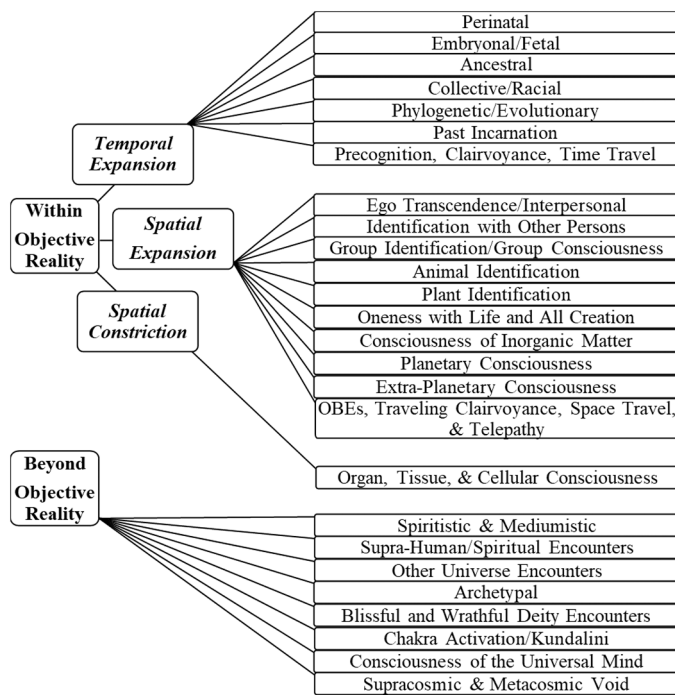 Perinatal
Embryonal/Fetal
Ancestral
Collective/Racial
Phylogenetic/Evolutionary
Past Incarnation
Precognition, Clairvoyance, Time Travel
Temporal
Expansion
Within
Objective
Reality
Spatial
Expansion
Spatial
Constriction
Ego Transcendence/Interpersonal
Identification with Other Persons
Group Identification/Group Consciousness
Animal Identification
Plant Identification
Oneness with Life and All Creation
Consciousness of Inorganic Matter
Planetary Consciousness
Extra-Planetary Consciousness
OBEs, Traveling Clairvoyance, Space Travel,
& Telepathy
Organ, Tissue, & Cellular Consciousness
Beyond
Objective
Reality
Spiritistic & Mediumistic
Supra-Human/Spiritual Encounters
Other Universe Encounters
Archetypal
Blissful and Wrathful Deity Encounters
Chakra Activation/Kundalini
Consciousness of the Universal Mind
Supracosmic & Metacosmic Void